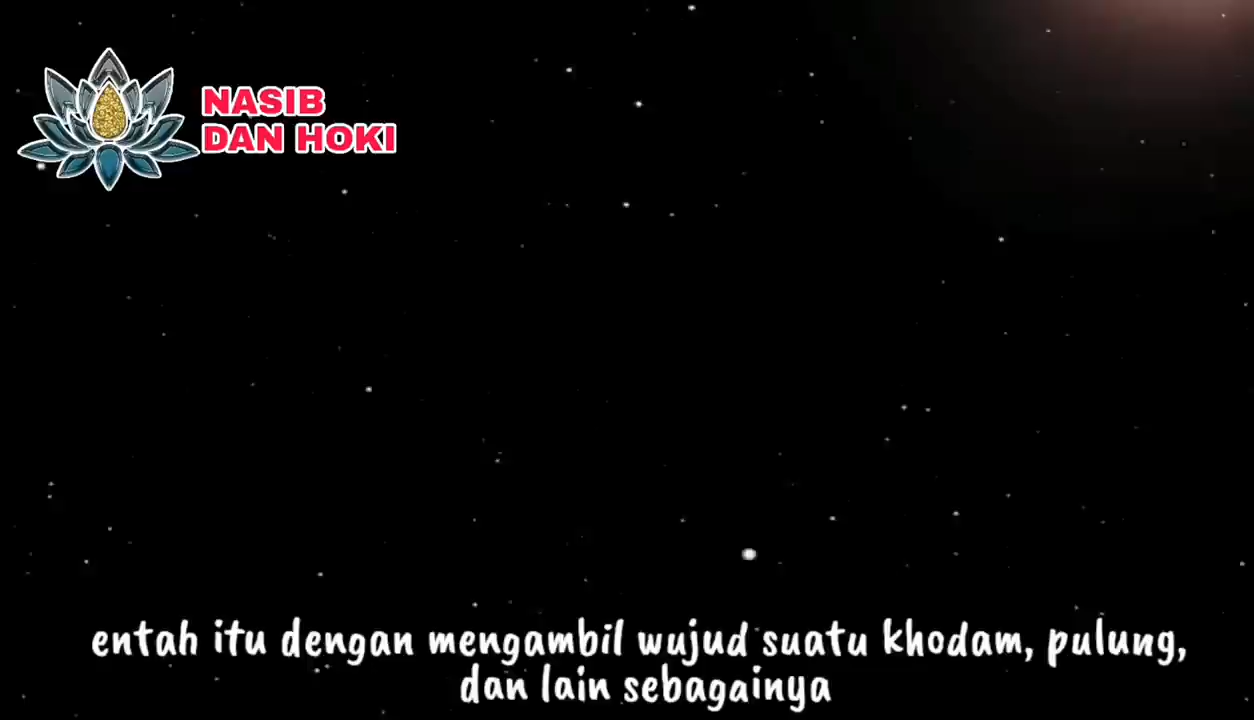 NASIB
DAN HOKI
entah itu dengan mengambil wujud suatu khodam, pulung,
dan lain sebagainya